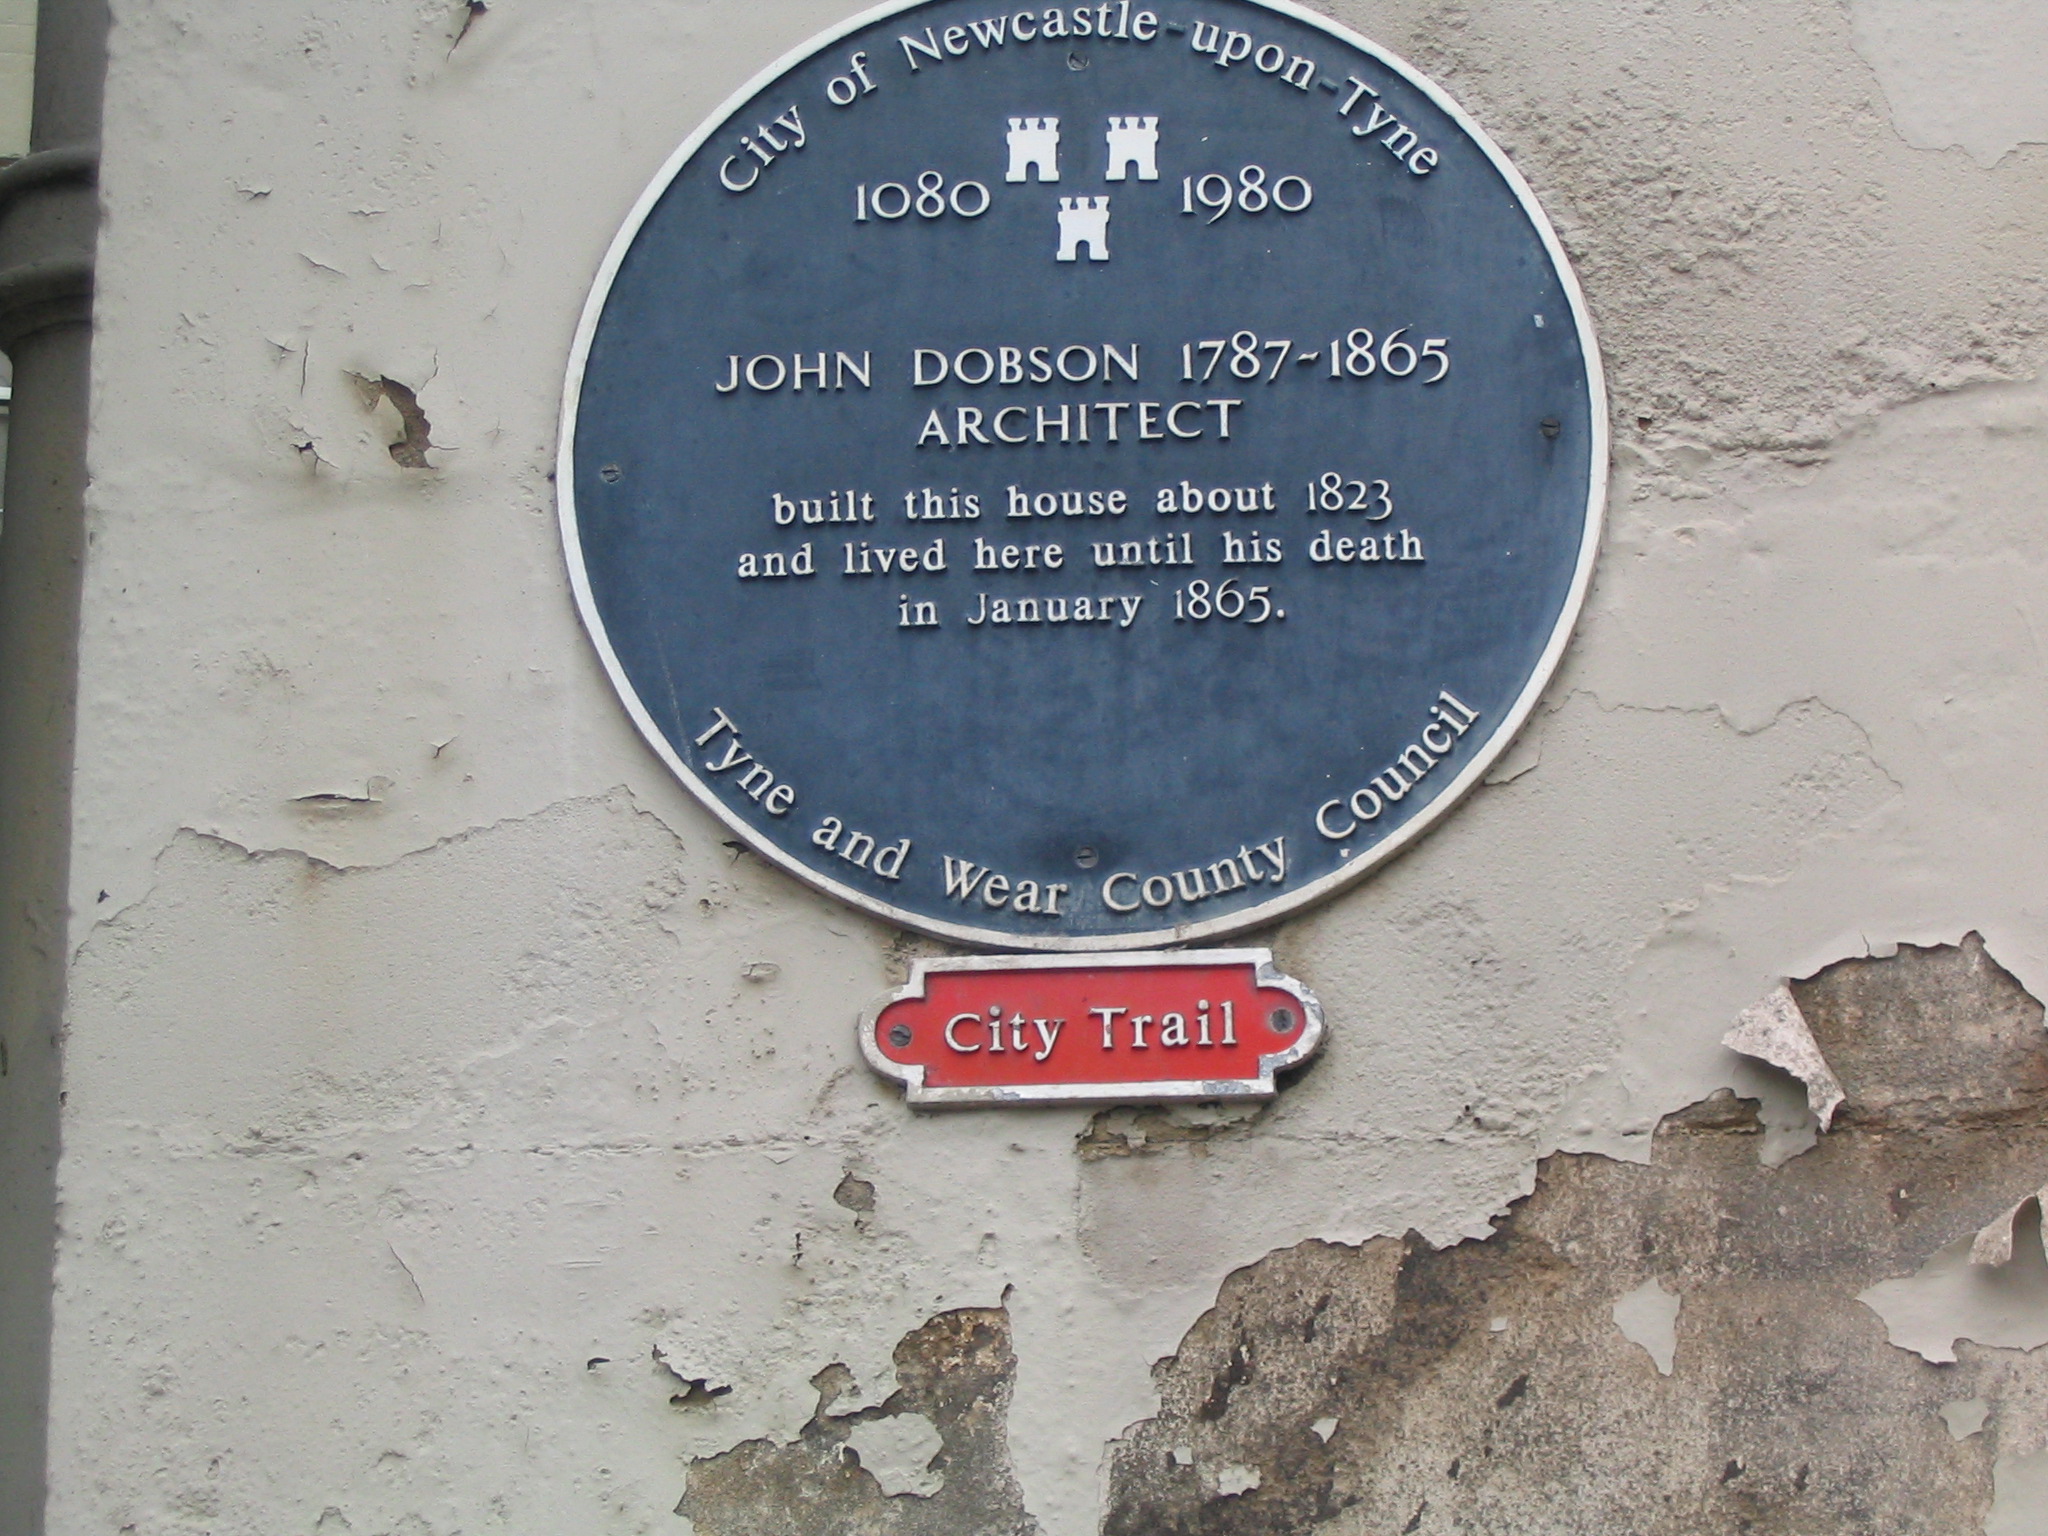 City of Newcastle-upon-Tyne
1080 1980
JOHN DOBSON 1787-1865
ARCHITECT
built this house about 1823
and lived here until his death
in January 1865.
Tyne and Wear County Council
City Trail